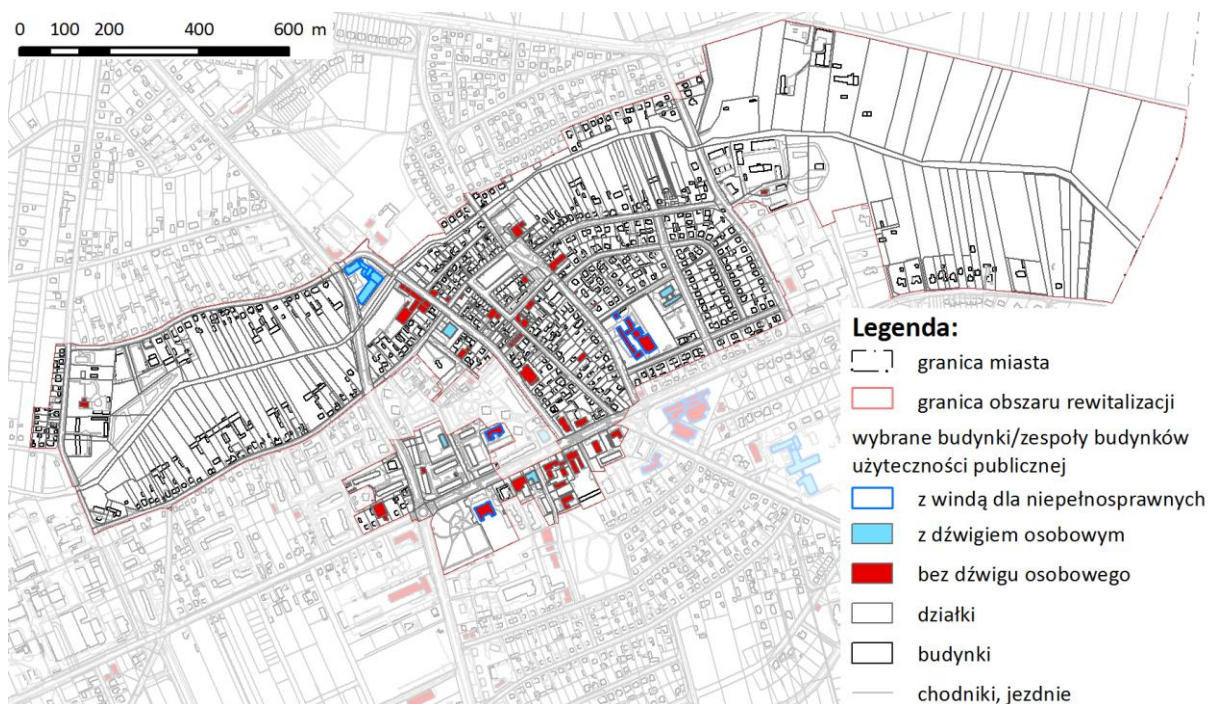 0 100 200 400 600 m
Legenda:
granica miasta
granica obszaru rewitalizacji
wybrane budynki/zespoły budynków
użyteczności publicznej
z windą dla niepełnosprawnych
z dźwigiem osobowym
bez dźwigu osobowego
działki
budynki
chodniki, jezdnie